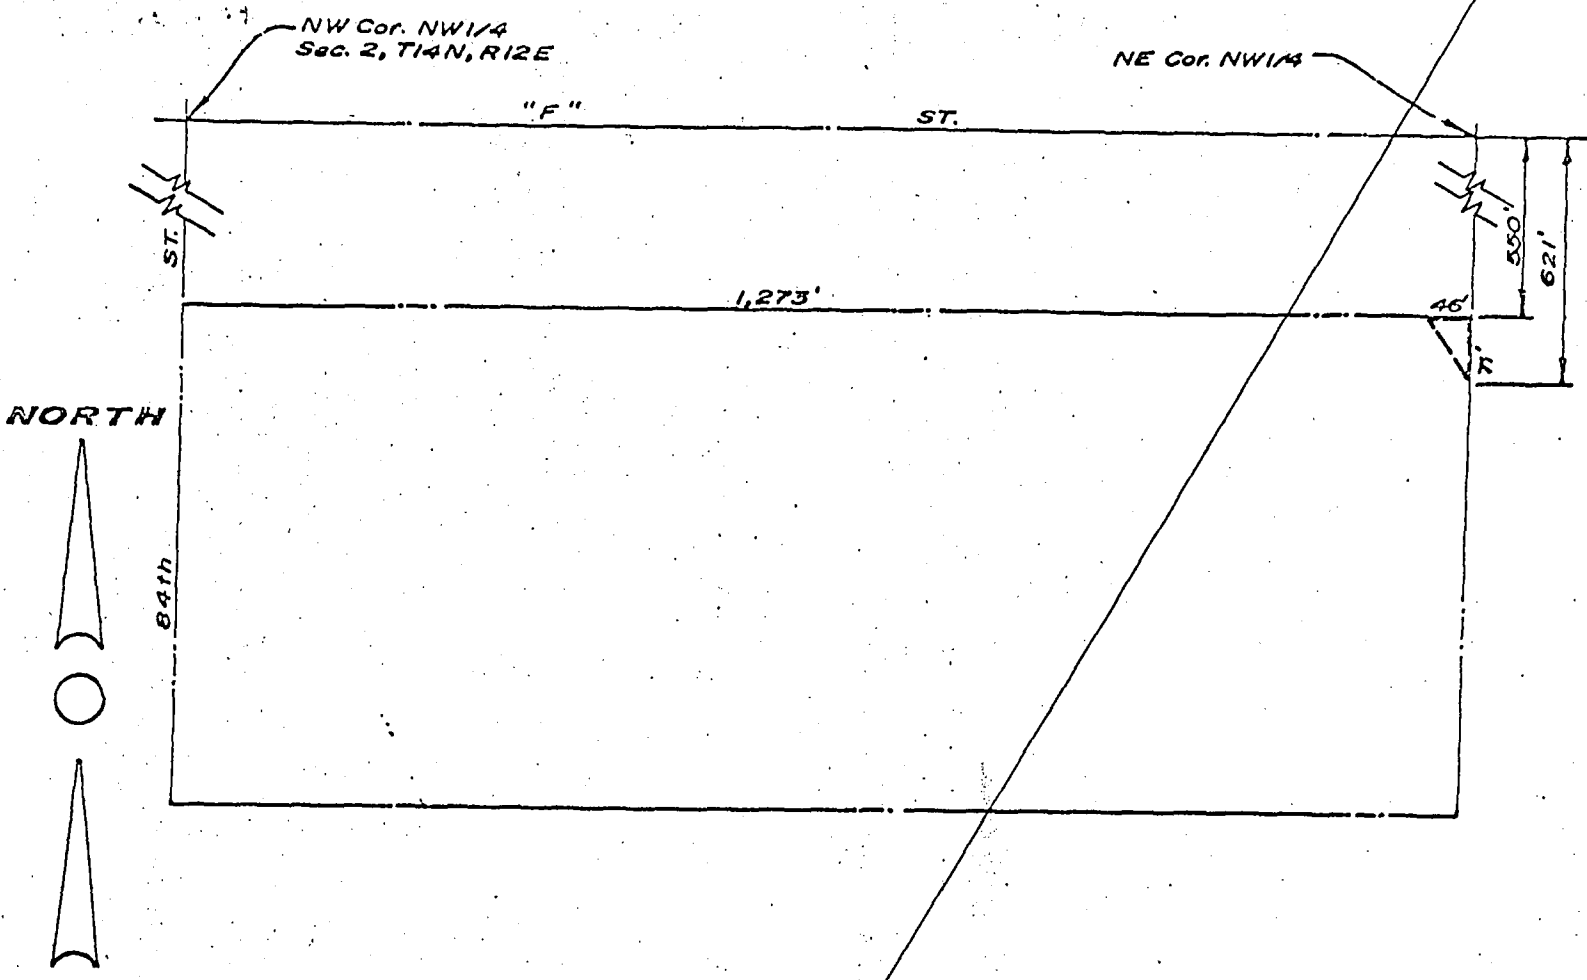 NW Cor. NW1/4
Sec. 2, T14N, R12E
NE Cor. NW1/4
"F" ST.
ST.
550'
621'
1,273'
46'
71'
NORTH
84th